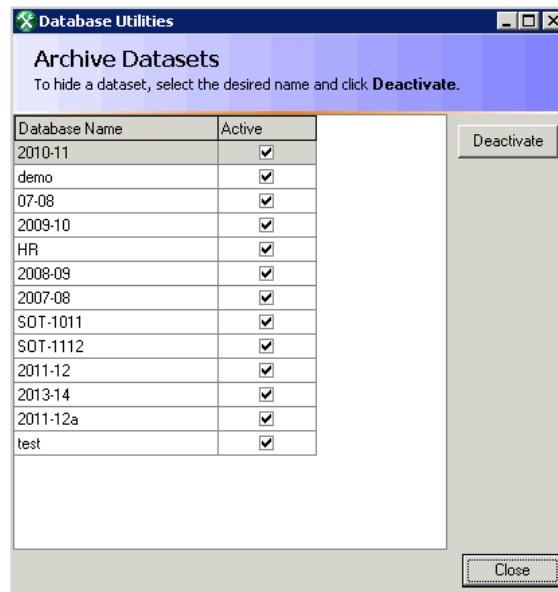 Database Utilities
Archive Datasets
To hide a dataset, select the desired name and click Deactivate.
Database Name Active
Deactivate
2010-11
demo
07-08
2009-10
HR
2008-09
2007-08
SOT-1011
SOT-1112
2011-12
2013-14
2011-12a
test
Close